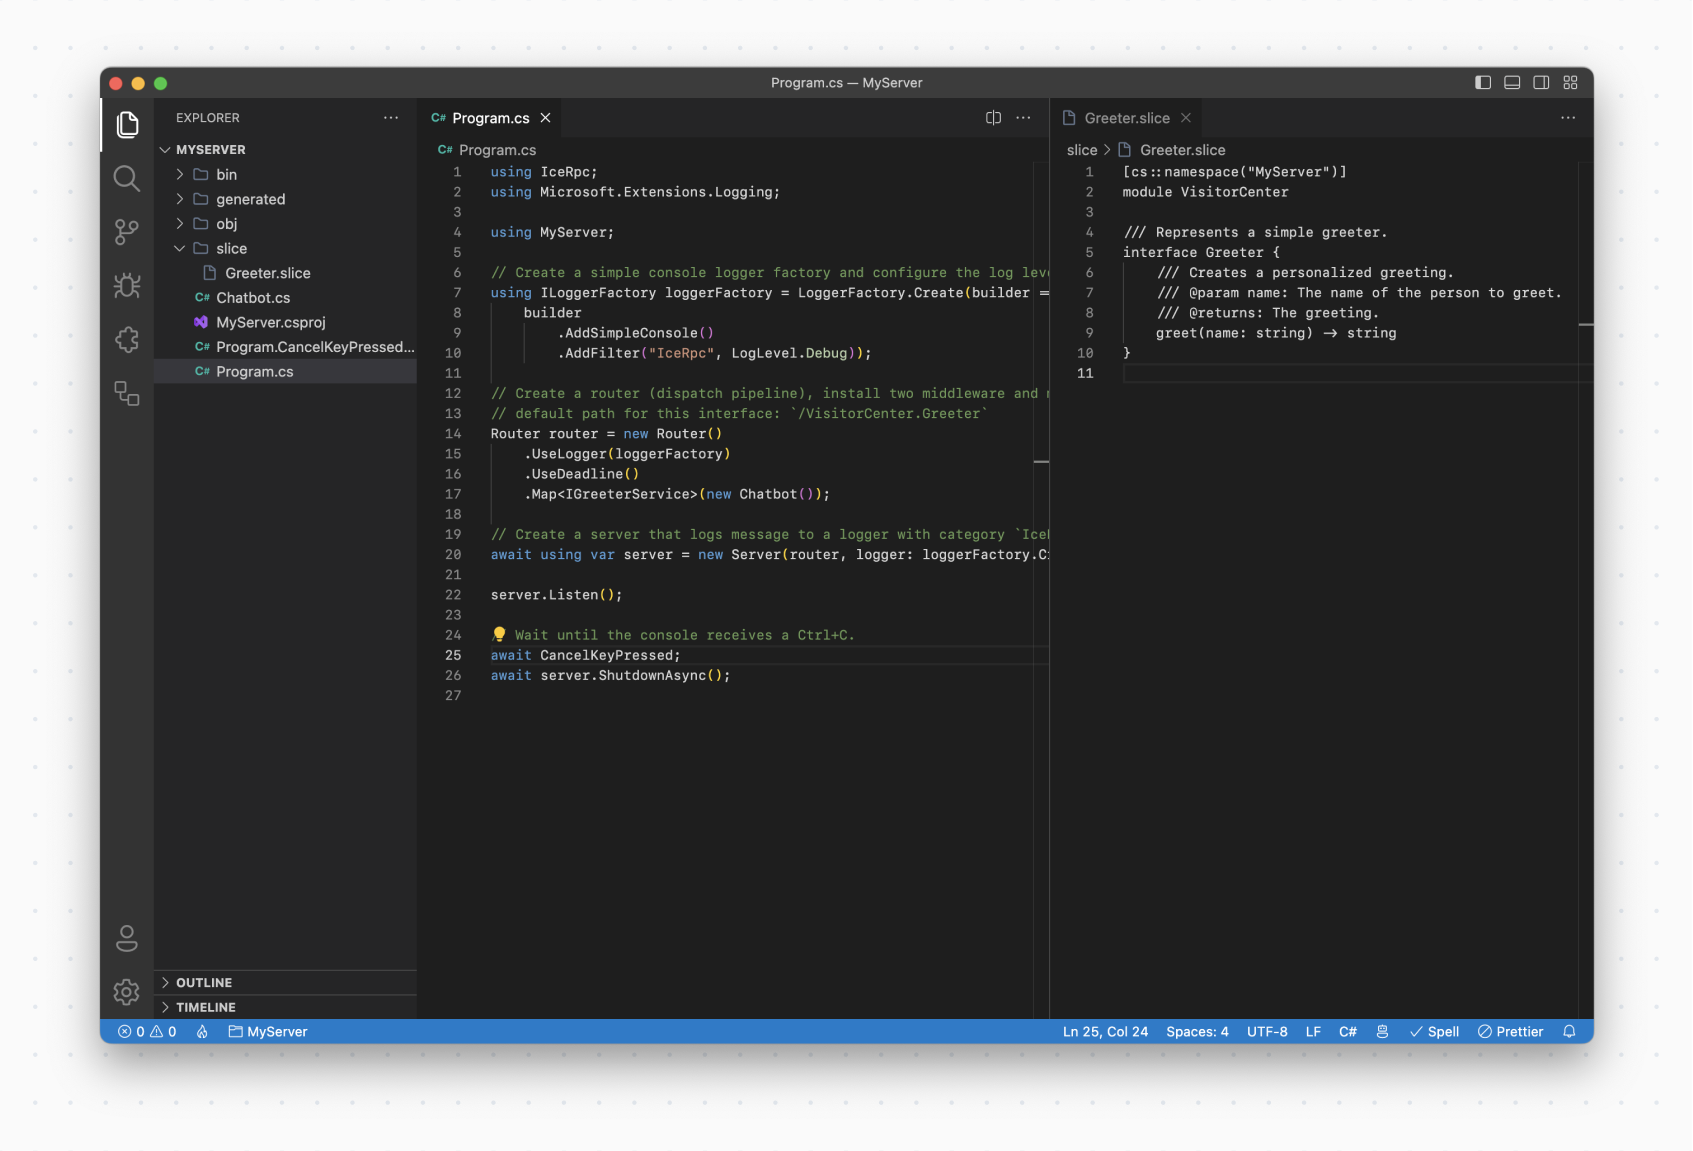 Program.cs — MyServer
EXPLORER
MYSERVER
bin
generated
obj
slice
Greeter.slice
C# Chatbot.cs
MyServer.csproj
C# Program.CancelKeyPressed...
C# Program.cs
OUTLINE
TIMELINE
C# Program.cs
C# Program.cs
1 using IceRpc;
2 using Microsoft.Extensions.Logging;
3
4 using MyServer;
5
6 // Create a simple console logger factory and configure the log
7 using ILoggerFactory loggerFactory = LoggerFactory.Create(builder =
8 builder
9 .AddSimpleConsole()
10 .AddFilter("IceRpc", LogLevel.Debug));
11
12 // Create a router (dispatch pipeline), install two middleware and
13 // default path for this interface: `/VisitorCenter.Greeter`
14 Router router = new Router()
15 .UseLogger(loggerFactory)
16 .UseDeadline()
17 .Map<IGreeterService>(new Chatbot());
18
19 // Create a server that logs message to a logger with category
20 await using var server = new Server(router, logger: loggerFactory.
21
22 server.Listen();
23
24 Wait until the console receives a Ctrl+C.
25 await CancelKeyPressed;
26 await server.ShutdownAsync();
27
Greeter.slice
slice > Greeter.slice
1 [cs::namespace("MyServer")]
2 module VisitorCenter
3
4 /// Represents a simple greeter.
5 interface Greeter {
6 /// Creates a personalized greeting.
7 /// @param name: The name of the person to greet.
8 /// @returns: The greeting.
9 greet(name: string) -> string
10 }
11
0 0 MyServer
Ln 25, Col 24 Spaces: 4 UTF-8 LF C# Spell Prettier